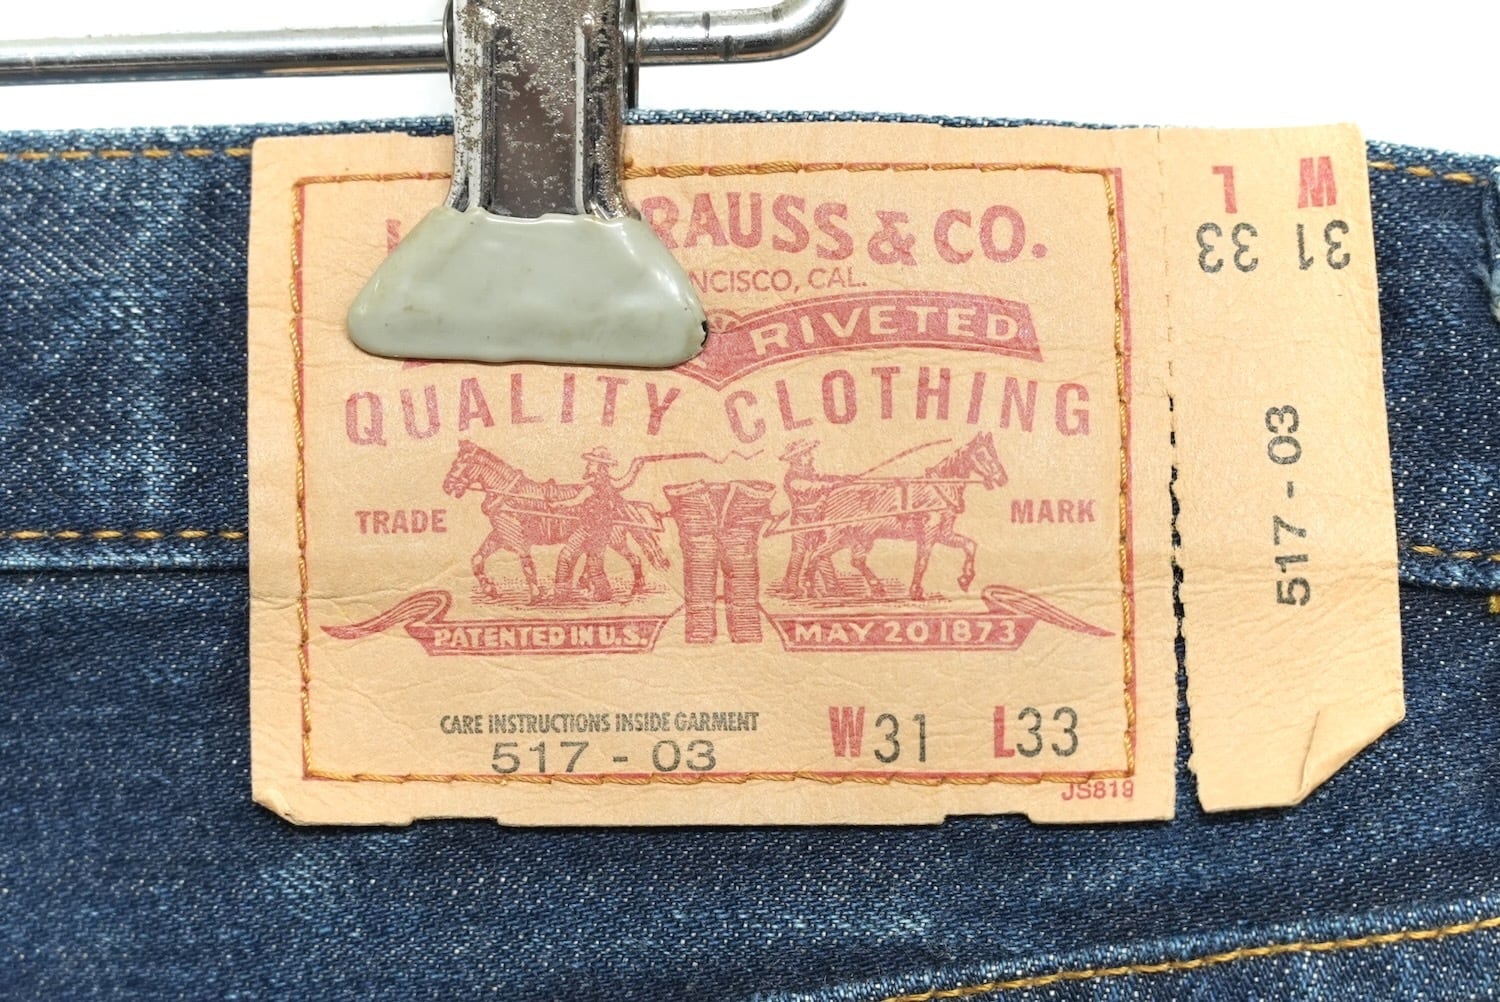 RAUSS & CO.
NCISCO, CAL.
RIVETED
QUALITY CLOTHING
TRADE MARK
PATENTED IN U.S. MAY 20 1873
CARE INSTRUCTIONS INSIDE GARMENT
517 - 03 W31 L33
JS819
W L
31 33
517 - 03